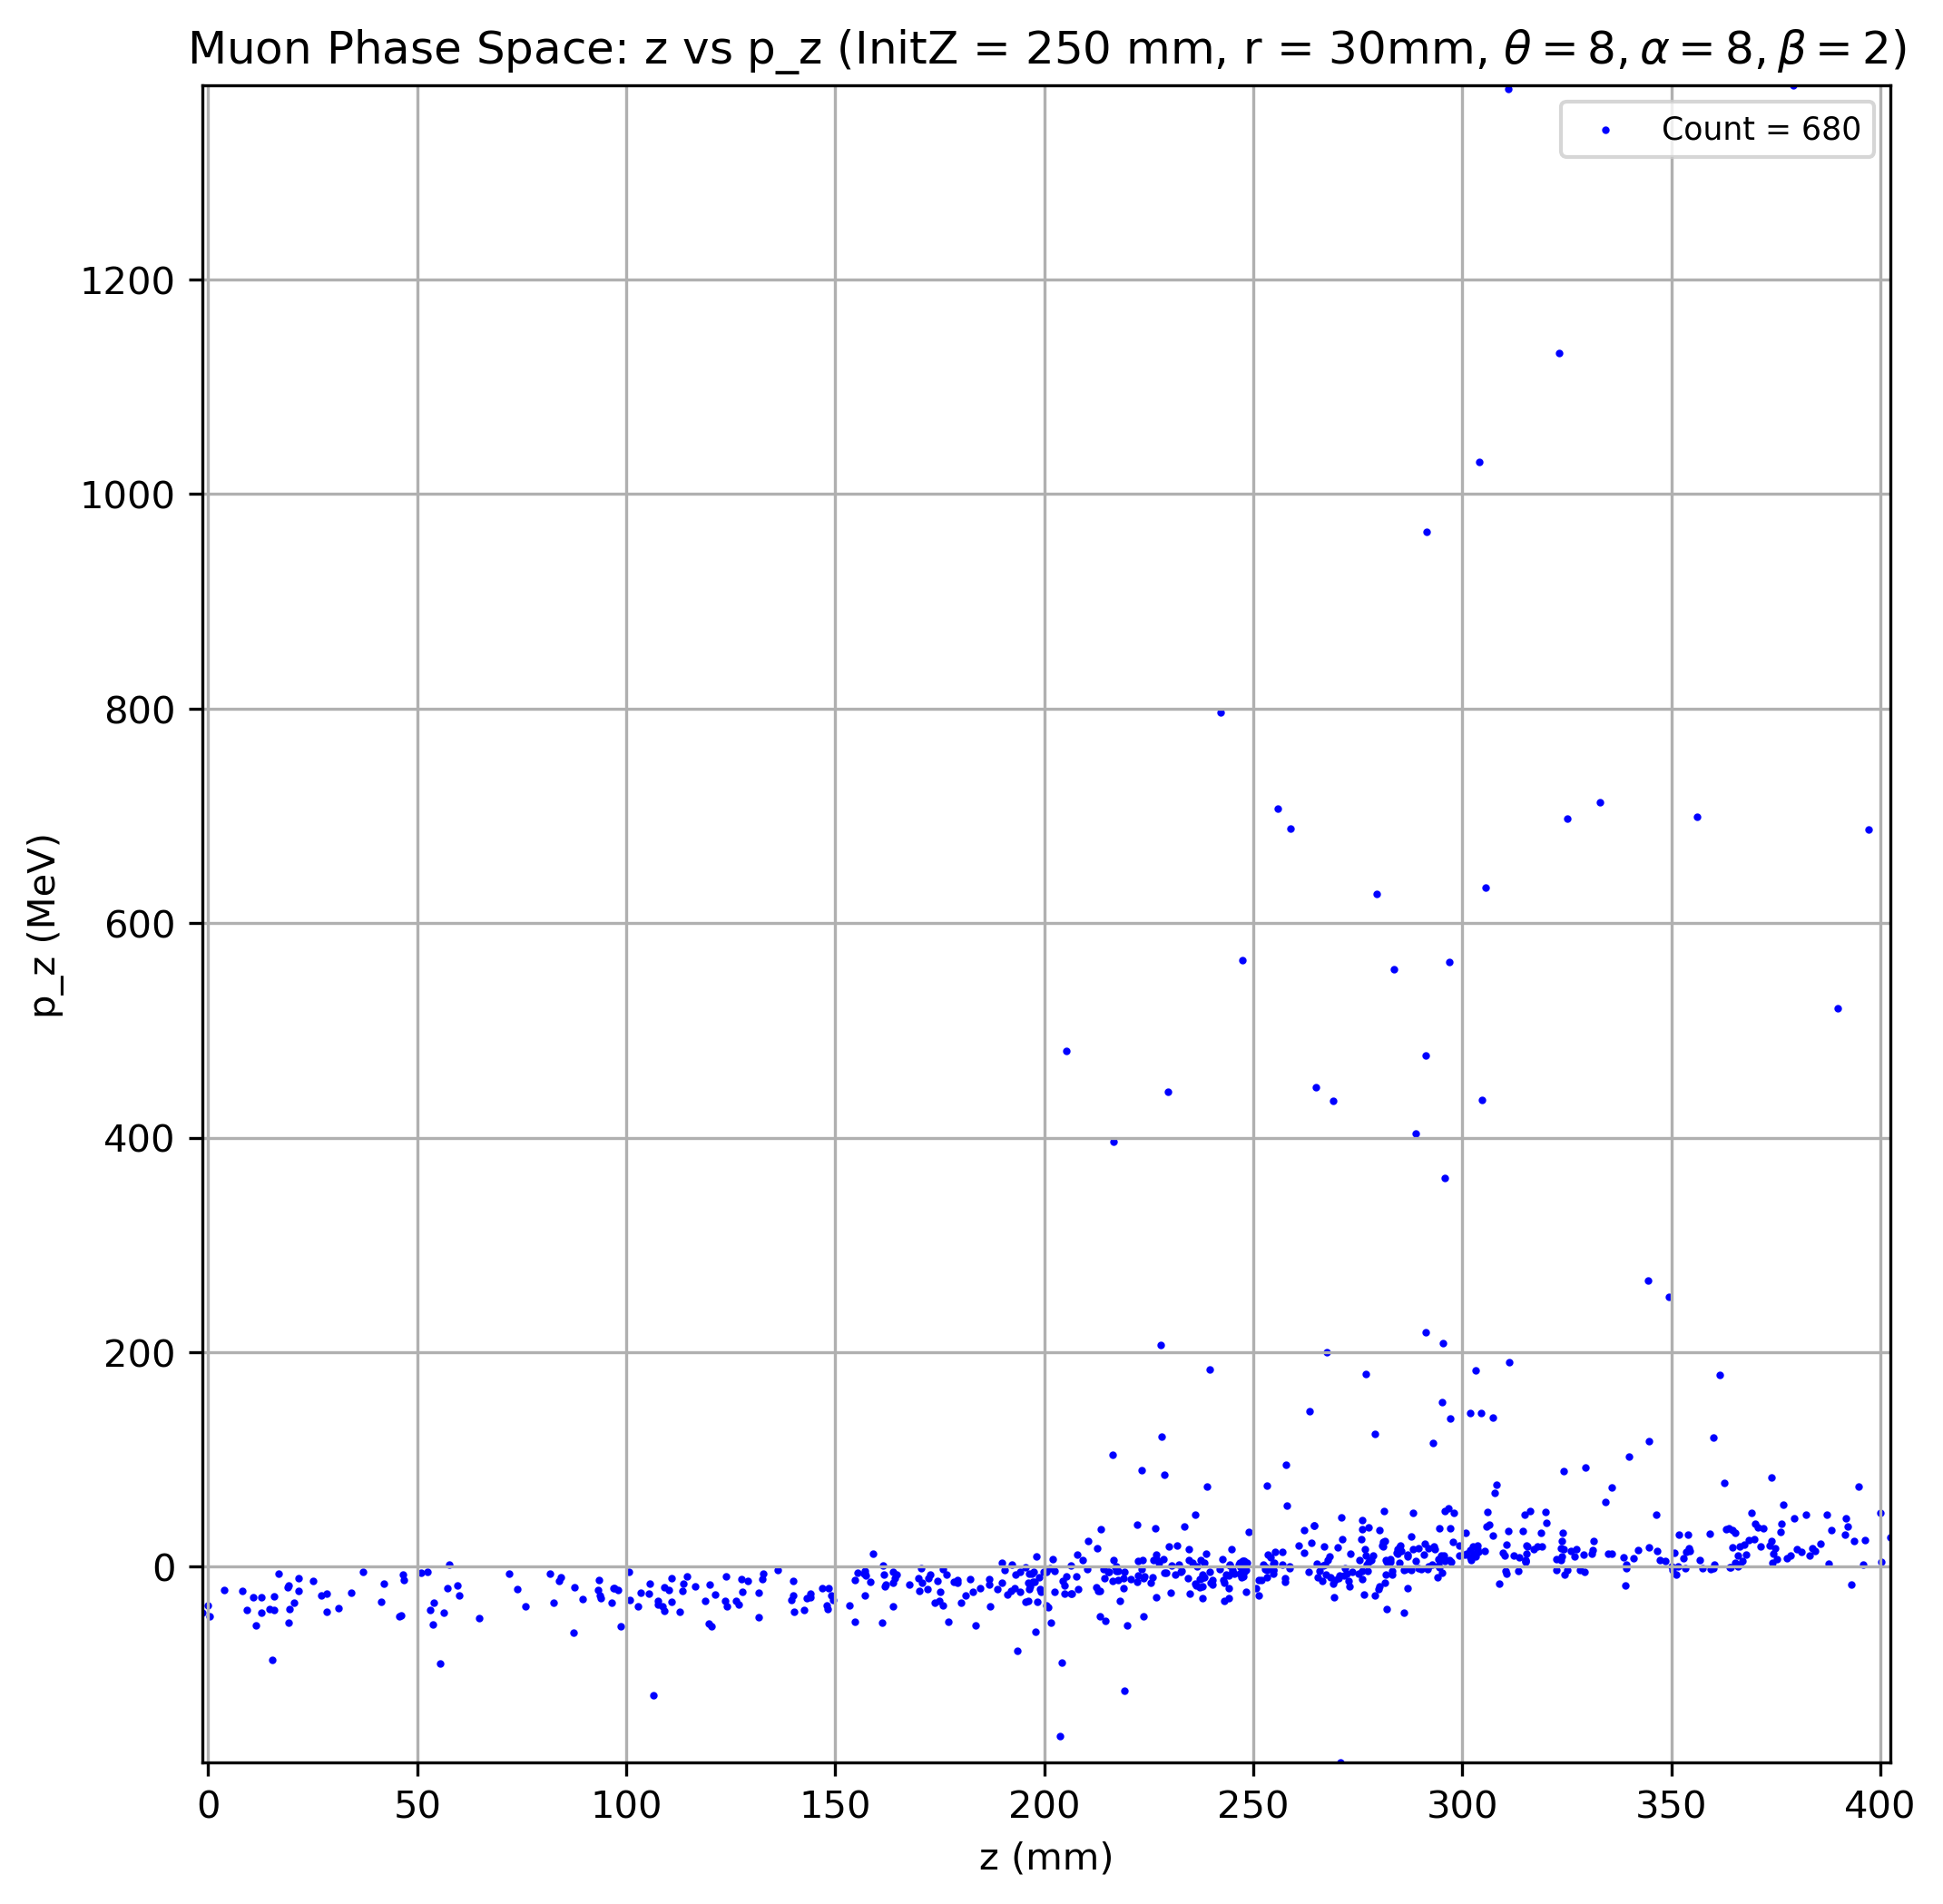 Muon Phase Space: z vs p_z (InitZ = 250 mm, r = 30mm, θ = 8, α = 8, β = 2)
Count = 680
1200
1000
800
600
400
200
0
p_z (MeV)
0 50 100 150 200 250 300 350 400
z (mm)